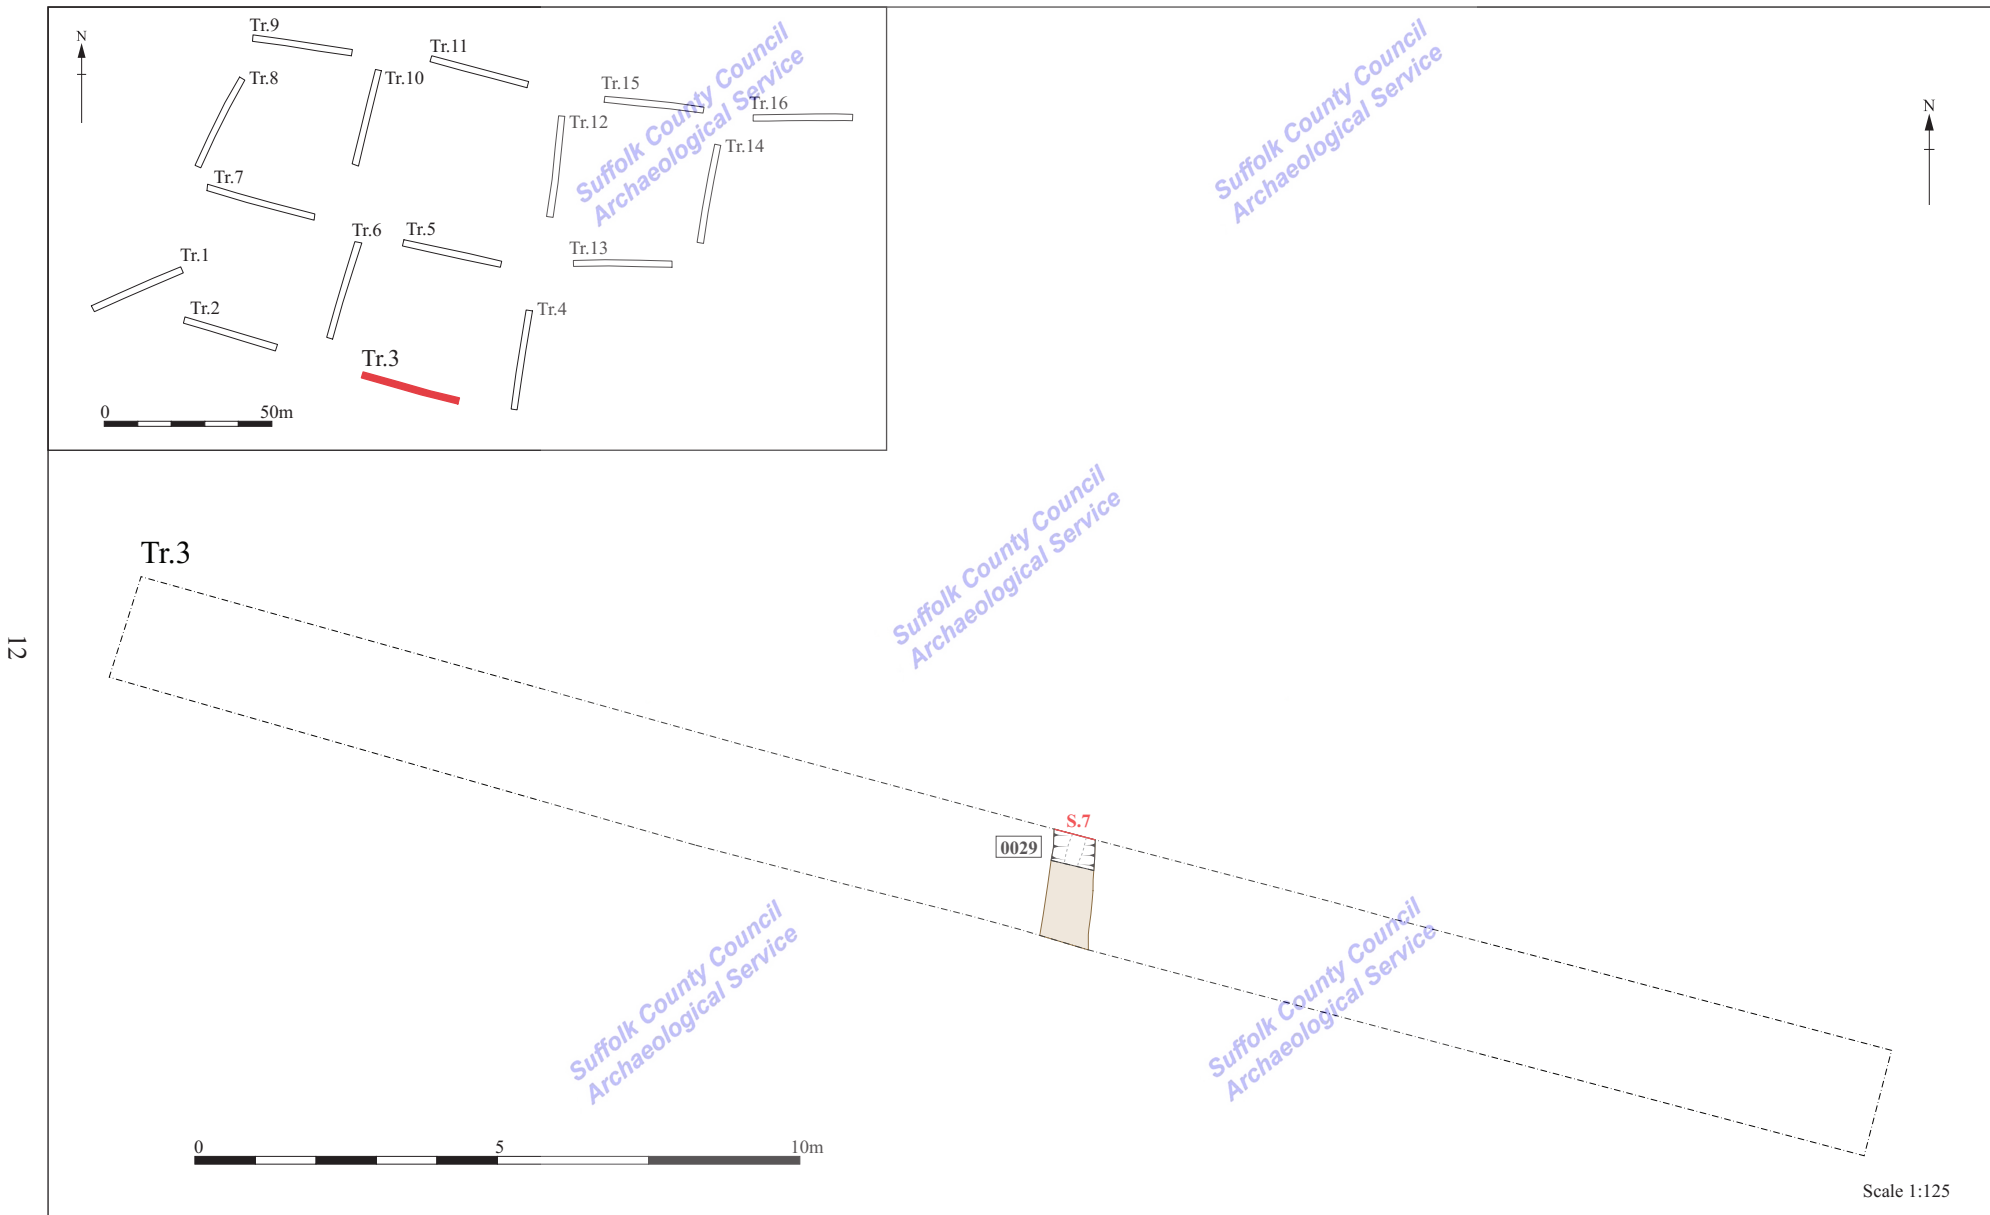 N
Tr.9
Tr.11
Tr.8
Tr.10
Tr.15
Tr.16
Tr.12
Tr.14
Tr.7
Tr.6
Tr.5
Tr.13
Tr.1
Tr.2
Tr.4
Tr.3
0 50m
Suffolk County Council
Archaeological Service
Suffolk County Council
Archaeological Service
N
Suffolk County Council
Archaeological Service
Tr.3
12
S.7
0029
Suffolk County Council
Archaeological Service
Suffolk County Council
Archaeological Service
0 5 10m
Scale 1:125